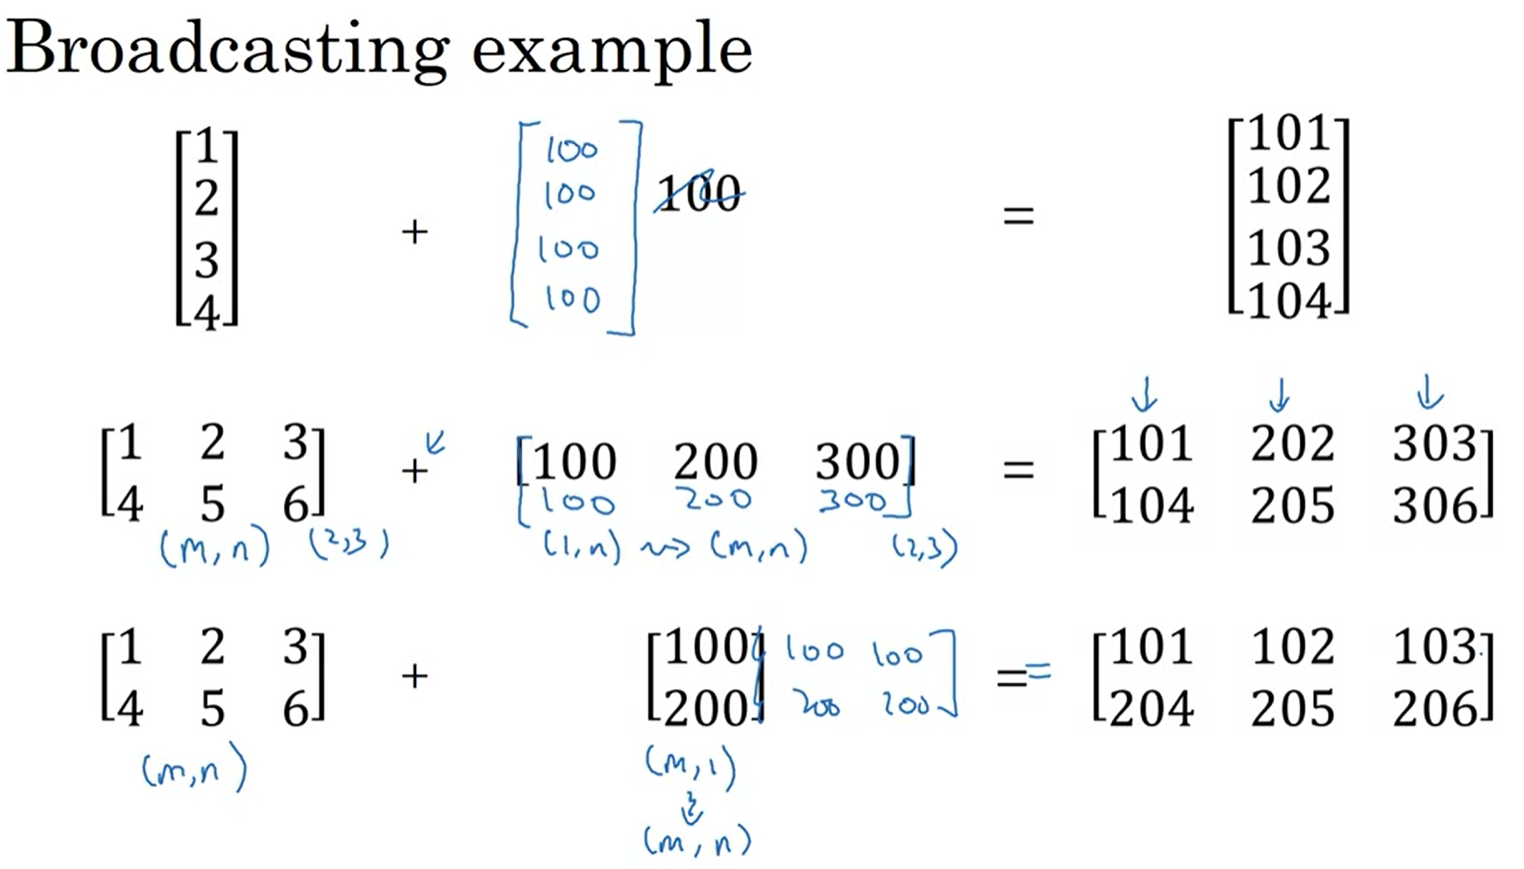 Broadcasting example
[1 2 3 4] + [100 100 100 100] 100 = [101 102 103 104]
↓ ↓ ↓
[1 2 3] + ↙ [100 200 300] = [101 202 303]
[4 5 6] [100 200 300] [104 205 306]
(m, n) (2,3) (1,n) ⇝ (m,n) (2,3)
[1 2 3] + [100] 100 100] = = [101 102 103]
[4 5 6] [200] 200 200] [204 205 206]
(m,n) (m,1)
↓
(m,n)